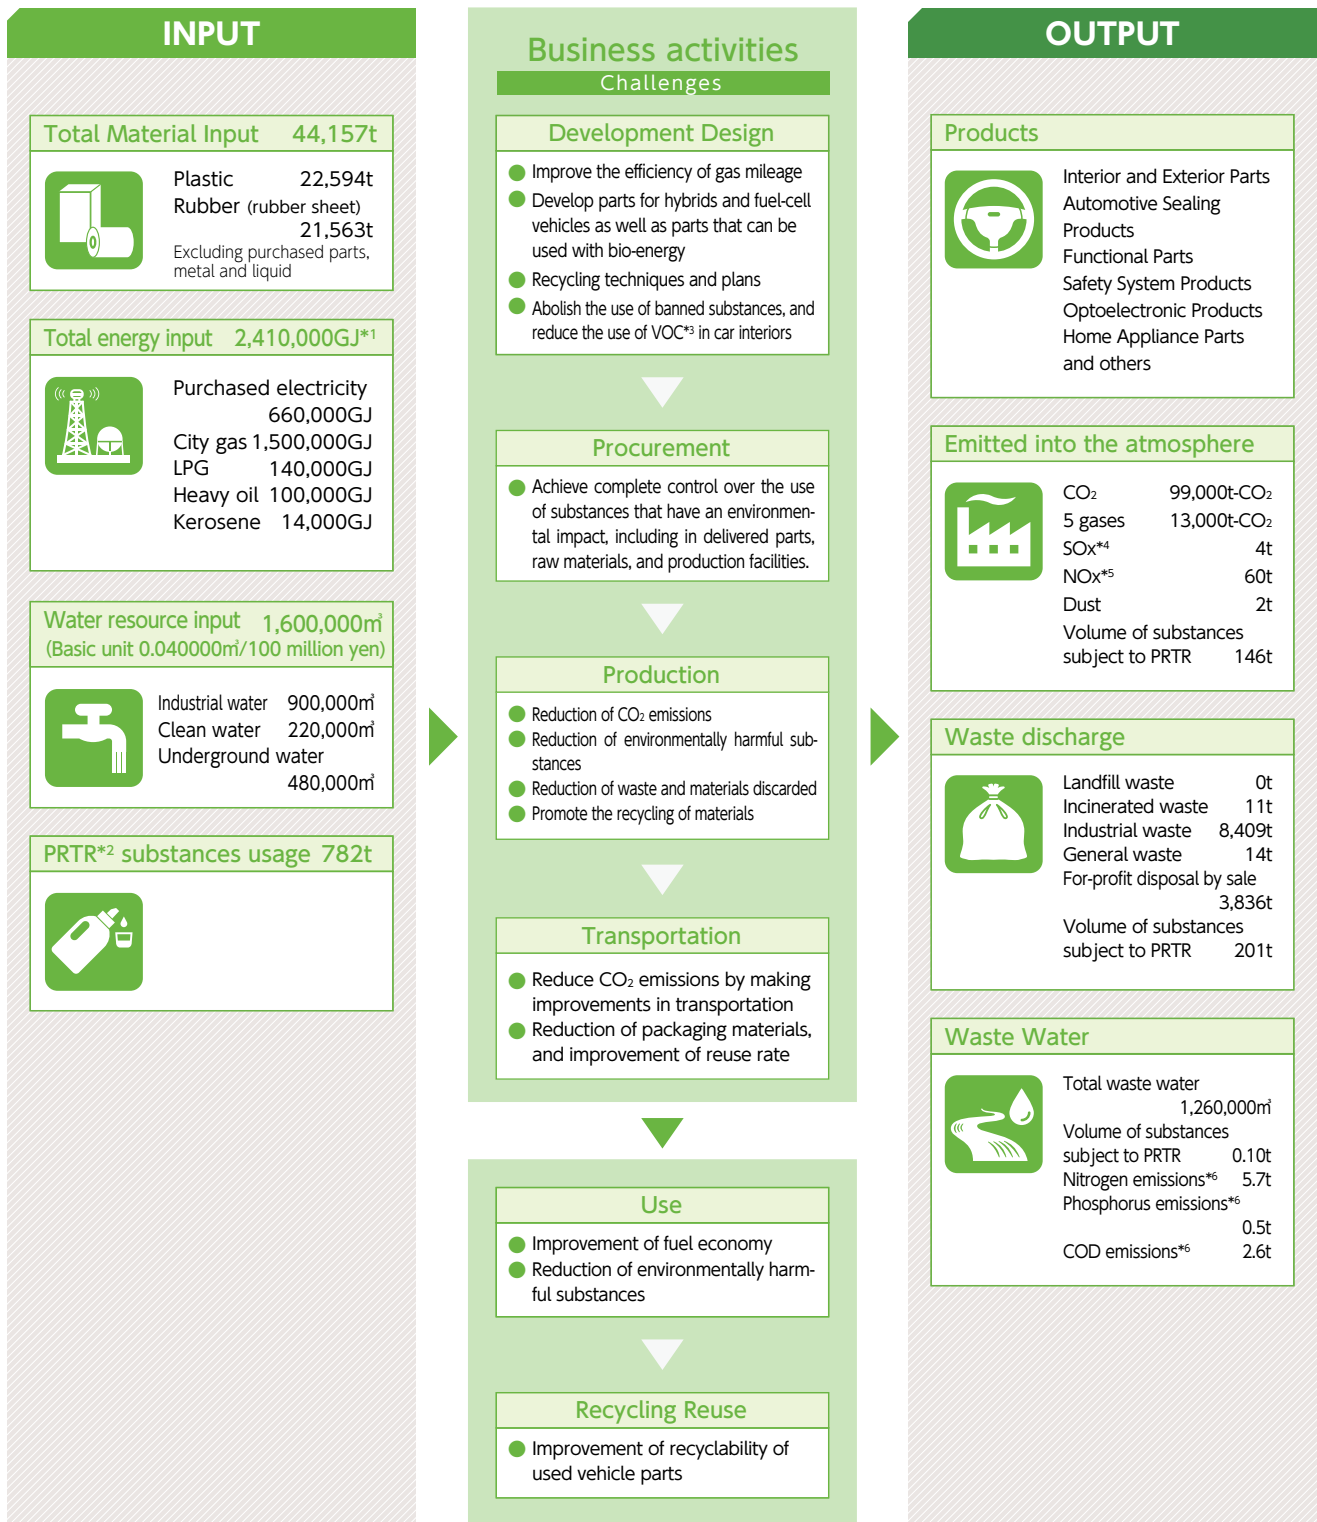 INPUT
Total Material Input 44,157t
Plastic 22,594t
Rubber (rubber sheet)
21,563t
Excluding purchased parts,
metal and liquid
Total energy input 2,410,000GJ*1
Purchased electricity
660,000GJ
City gas 1,500,000GJ
LPG 140,000GJ
Heavy oil 100,000GJ
Kerosene 14,000GJ
Water resource input 1,600,000㎥
(Basic unit 0.040000㎥/100 million yen)
Industrial water 900,000㎥
Clean water 220,000㎥
Underground water
480,000㎥
PRTR*2 substances usage 782t
Business activities
Challenges
Development Design
● Improve the efficiency of gas mileage
● Develop parts for hybrids and fuel-cell
vehicles as well as parts that can be
used with bio-energy
● Recycling techniques and plans
● Abolish the use of banned substances, and
reduce the use of VOC*3 in car interiors
Procurement
● Achieve complete control over the use
of substances that have an environmen-
tal impact, including in delivered parts,
raw materials, and production facilities.
Production
● Reduction of CO₂ emissions
● Reduction of environmentally harmful sub-
stances
● Reduction of waste and materials discarded
● Promote the recycling of materials
Transportation
● Reduce CO₂ emissions by making
improvements in transportation
● Reduction of packaging materials,
and improvement of reuse rate
Use
● Improvement of fuel economy
● Reduction of environmentally harm-
ful substances
Recycling Reuse
● Improvement of recyclability of
used vehicle parts
OUTPUT
Products
Interior and Exterior Parts
Automotive Sealing
Products
Functional Parts
Safety System Products
Optoelectronic Products
Home Appliance Parts
and others
Emitted into the atmosphere
CO₂ 99,000t-CO₂
5 gases 13,000t-CO₂
SOx*4 4t
NOx*5 60t
Dust 2t
Volume of substances
subject to PRTR 146t
Waste discharge
Landfill waste 0t
Incinerated waste 11t
Industrial waste 8,409t
General waste 14t
For-profit disposal by sale
3,836t
Volume of substances
subject to PRTR 201t
Waste Water
Total waste water
1,260,000㎥
Volume of substances
subject to PRTR 0.10t
Nitrogen emissions*6 5.7t
Phosphorus emissions*6
0.5t
COD emissions*6 2.6t